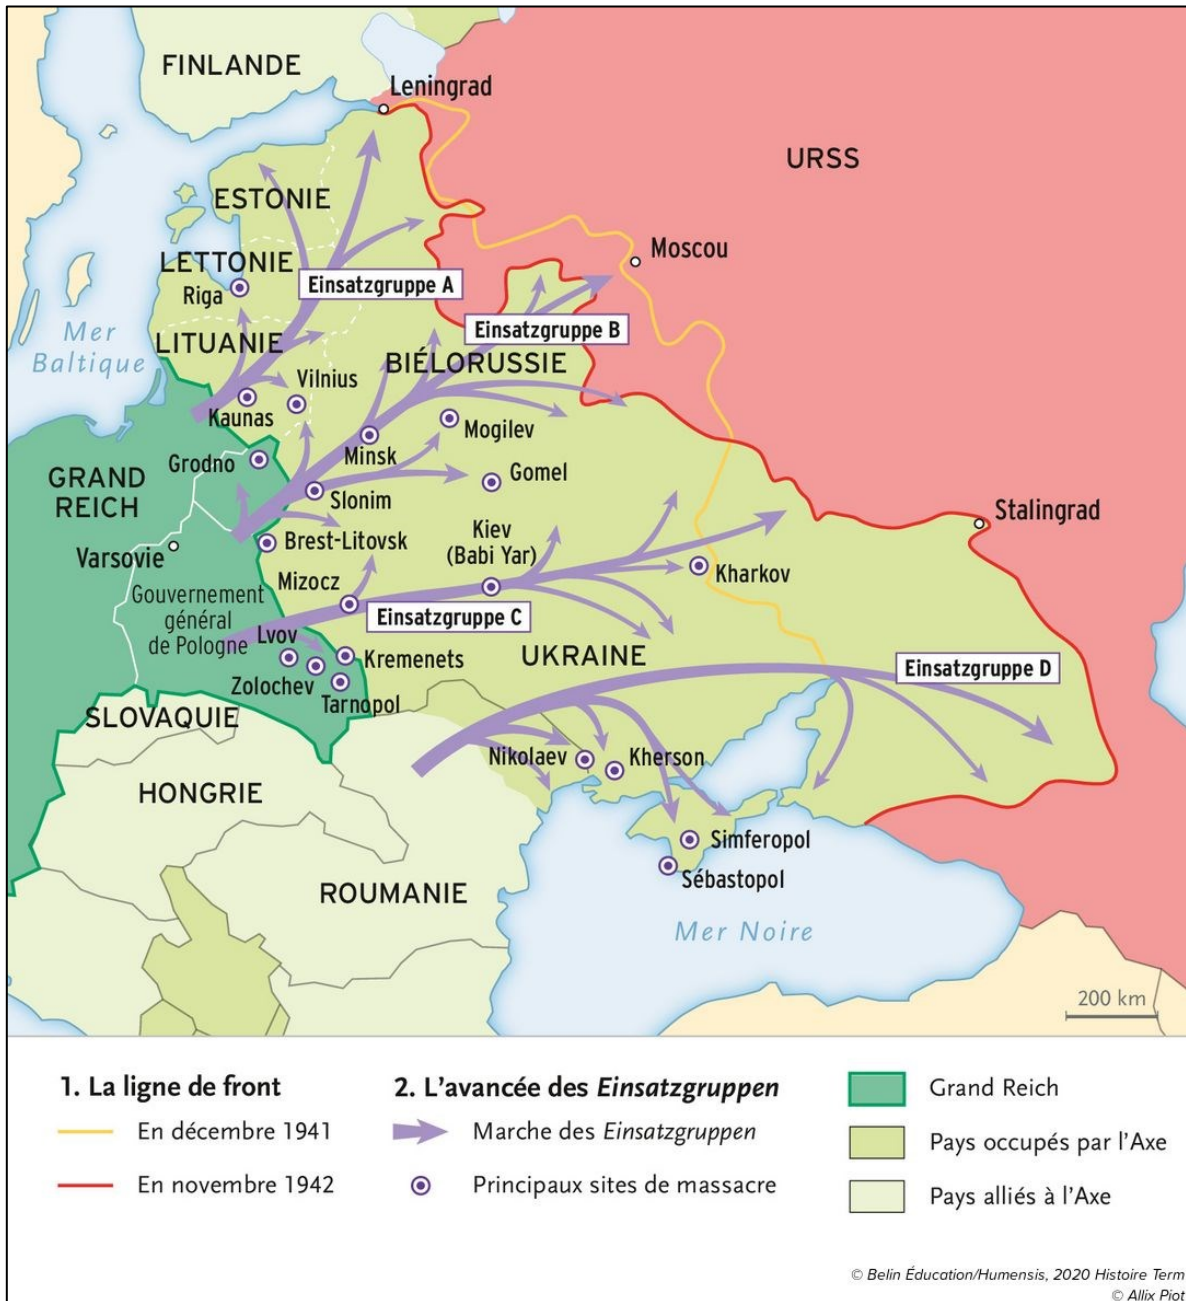 FINLANDE
Leningrad
URSS
ESTONIE
Moscou
LETTONIE
Riga
Einsatzgruppe A
Mer
Baltique
Einsatzgruppe B
LITUANIE
BIÉLORUSSIE
Vilnius
Kaunas
Mogilev
Minsk
Grodno
GRAND
REICH
Gomel
Slonim
Stalingrad
Kiev
(Babi Yar)
Brest-Litovsk
Varsovie
Kharkov
Mizocz
Gouvernement
général
de Pologne
Einsatzgruppe C
Lvov
UKRAINE
Kremenets
Einsatzgruppe D
Zolochev
Tarnopol
SLOVAQUIE
Nikolaev
Kherson
HONGRIE
Simferopol
Sébastopol
ROUMANIE
Mer Noire
200 km
1. La ligne de front
En décembre 1941
En novembre 1942
2. L'avancée des Einsatzgruppen
Marche des Einsatzgruppen
Principaux sites de massacre
Grand Reich
Pays occupés par l'Axe
Pays alliés à l'Axe
© Belin Éducation/Humensis, 2020 Histoire Term
© Allix Piot